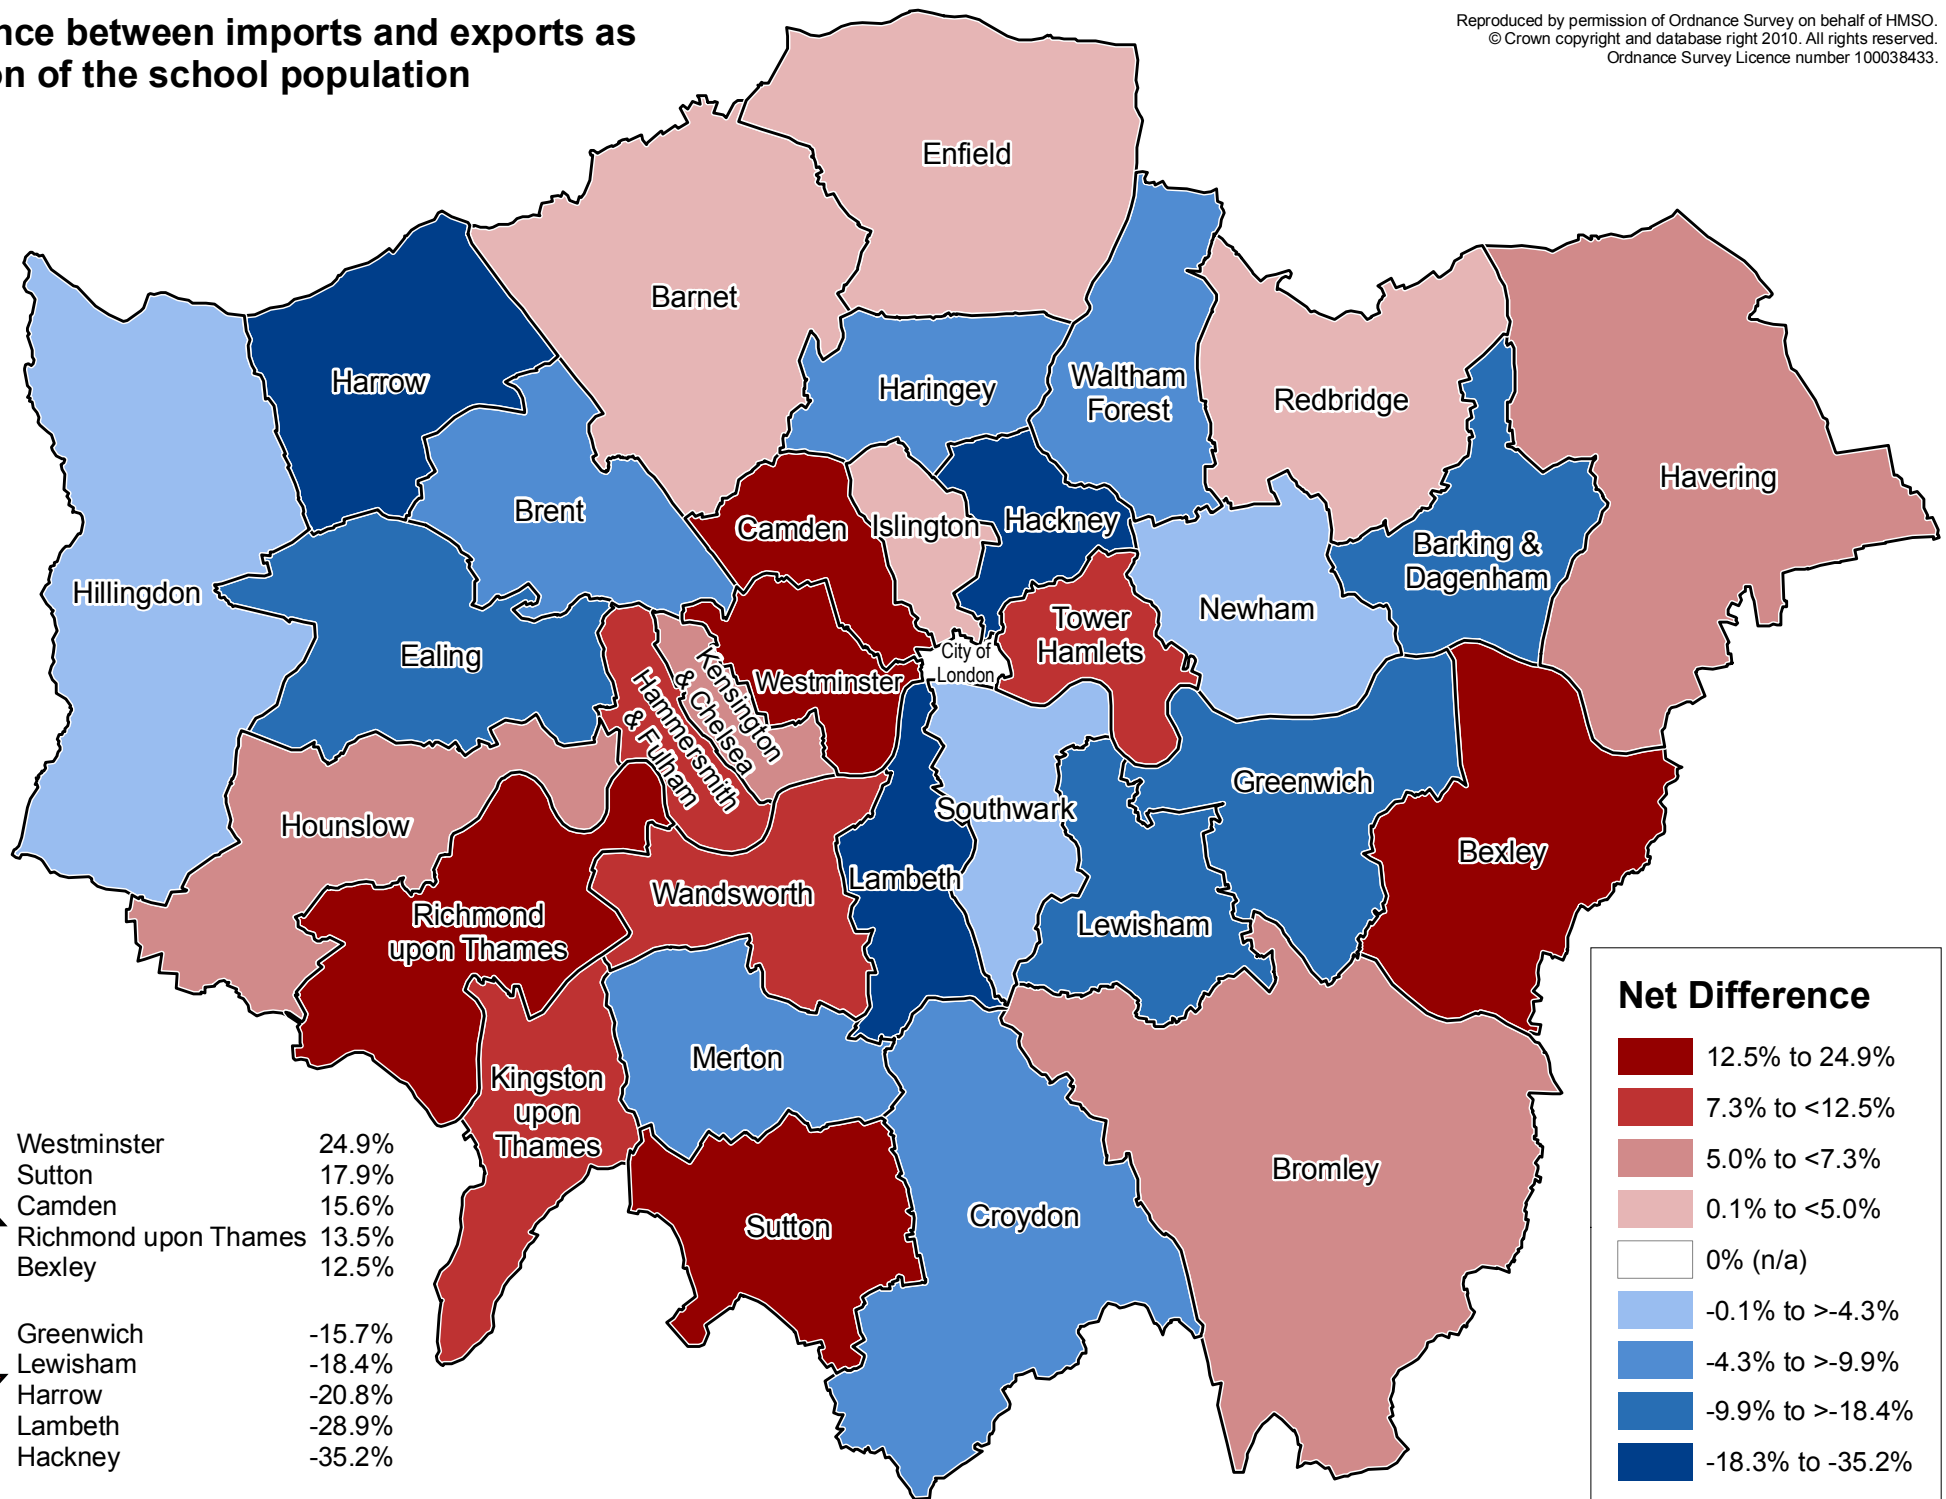 nce between imports and exports as
on of the school population
Reproduced by permission of Ordnance Survey on behalf of HMSO.
© Crown copyright and database right 2010. All rights reserved.
Ordnance Survey Licence number 100038433.
Enfield
Barnet
Harrow
Haringey
Waltham
Forest
Redbridge
Havering
Brent
Camden
Islington
Hackney
Barking &
Dagenham
Hillingdon
Ealing
Tower
Hamlets
Newham
City of
London
Westminster
Kensington
& Chelsea
Hammersmith
& Fulham
Hounslow
Southwark
Greenwich
Bexley
Wandsworth
Lambeth
Richmond
upon Thames
Lewisham
Merton
Kingston
upon
Thames
Sutton
Croydon
Bromley
Westminster 24.9%
Sutton 17.9%
Camden 15.6%
Richmond upon Thames 13.5%
Bexley 12.5%
Greenwich -15.7%
Lewisham -18.4%
Harrow -20.8%
Lambeth -28.9%
Hackney -35.2%
Net Difference
12.5% to 24.9%
7.3% to <12.5%
5.0% to <7.3%
0.1% to <5.0%
0% (n/a)
-0.1% to >-4.3%
-4.3% to >-9.9%
-9.9% to >-18.4%
-18.3% to -35.2%